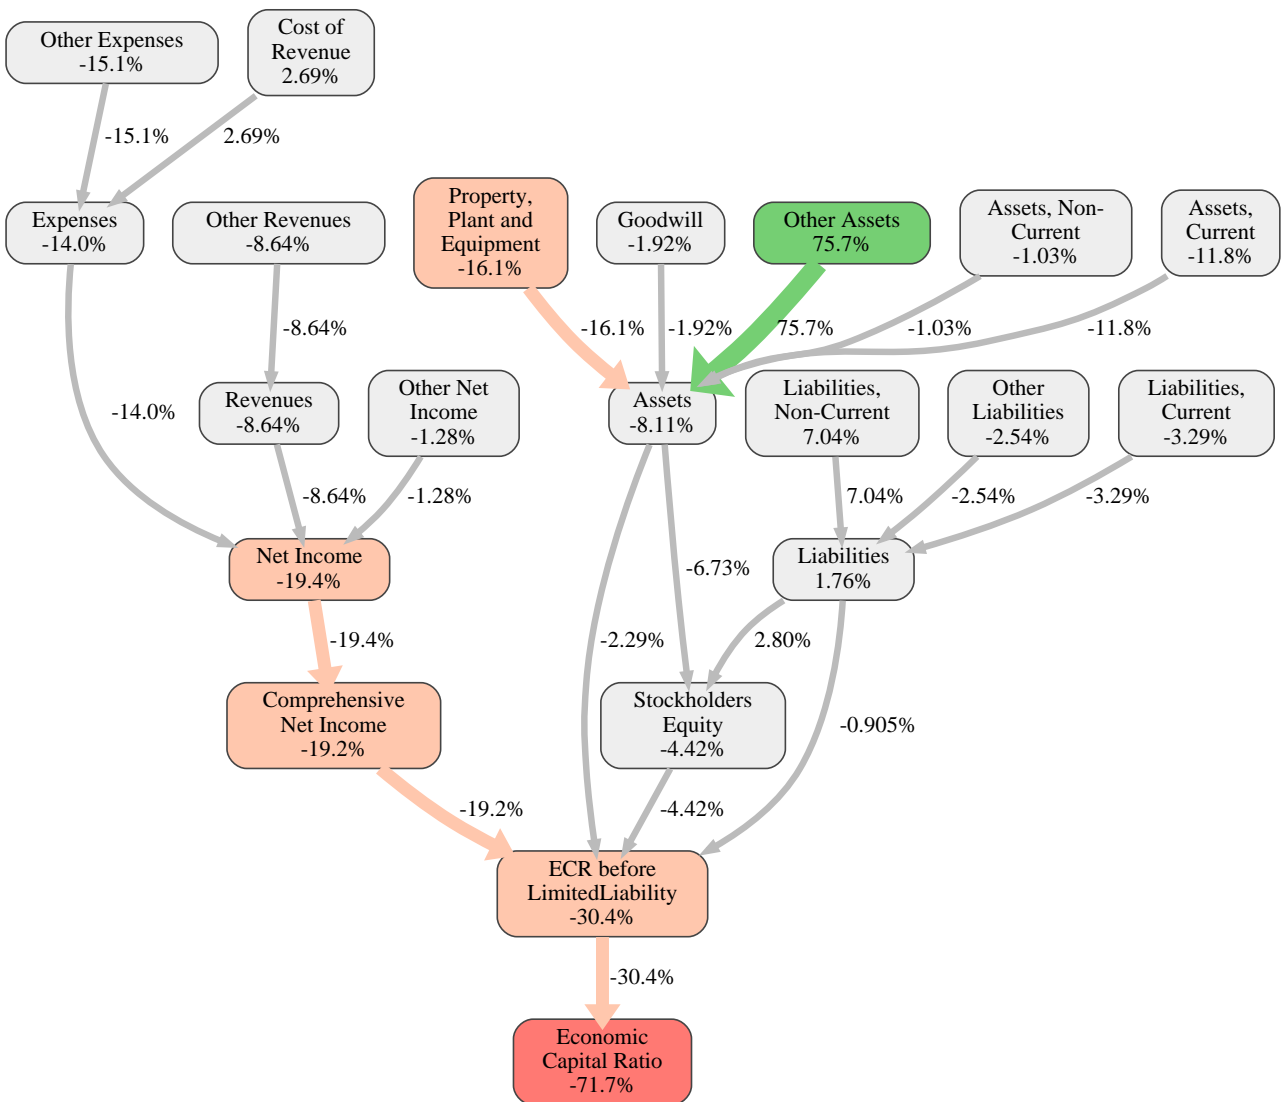 Other Expenses
-15.1%
Cost of
Revenue
2.69%
-15.1%
2.69%
Expenses
-14.0%
Other Revenues
-8.64%
Property,
Plant and
Equipment
-16.1%
Goodwill
-1.92%
Other Assets
75.7%
Assets, Non-
Current
-1.03%
Assets,
Current
-11.8%
-8.64%
-16.1%
-1.92%
75.7%
-1.03%
-11.8%
-14.0%
Revenues
-8.64%
Other Net
Income
-1.28%
Assets
-8.11%
Liabilities,
Non-Current
7.04%
Other
Liabilities
-2.54%
Liabilities,
Current
-3.29%
-8.64%
-1.28%
7.04%
-2.54%
-3.29%
Net Income
-19.4%
-6.73%
Liabilities
1.76%
-19.4%
-2.29%
2.80%
Comprehensive
Net Income
-19.2%
Stockholders
Equity
-4.42%
-0.905%
-19.2%
-4.42%
ECR before
LimitedLiability
-30.4%
-30.4%
Economic
Capital Ratio
-71.7%